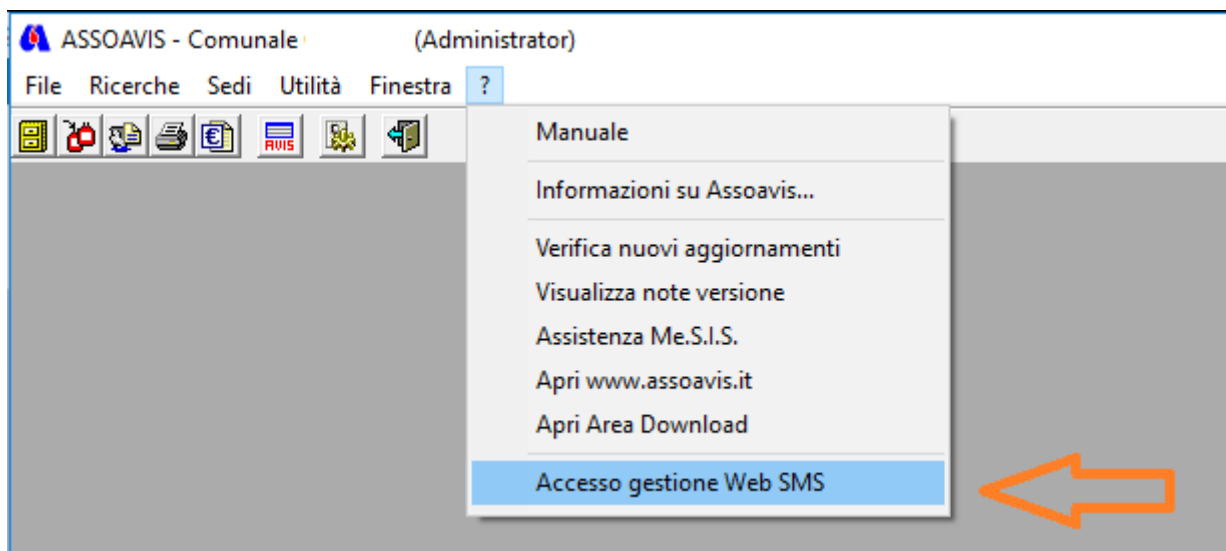 ASSOAVIS - Comunale (Administrator)
File Ricerche Sedi Utilità Finestra ?
AVIS
Manuale
Informazioni su Assoavis...
Verifica nuovi aggiornamenti
Visualizza note versione
Assistenza Me.S.I.S.
Apri www.assoavis.it
Apri Area Download
Accesso gestione Web SMS